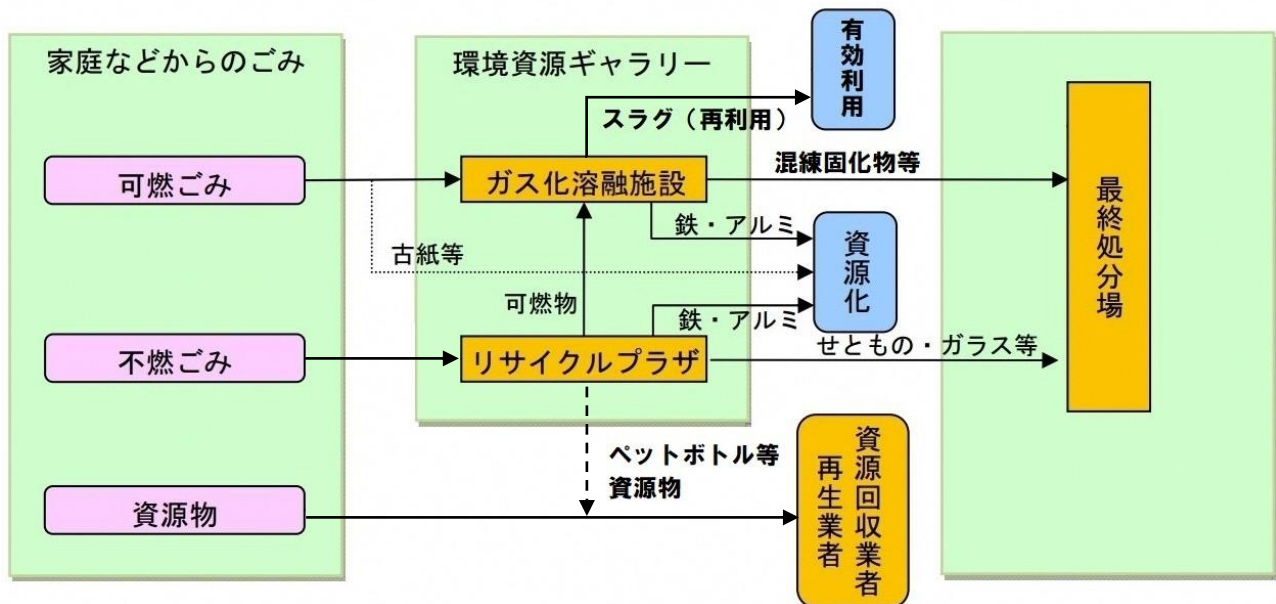 家庭などからのごみ
可燃ごみ
不燃ごみ
資源物
環境資源ギャラリー
スラグ（再利用）
ガス化溶融施設
鉄・アルミ
古紙等
可燃物
鉄・アルミ
リサイクルプラザ
ペットボトル等
資源物
有効利用
混練固化物等
資源化
せともの・ガラス等
資源回収業者
再生業者
最終処分場